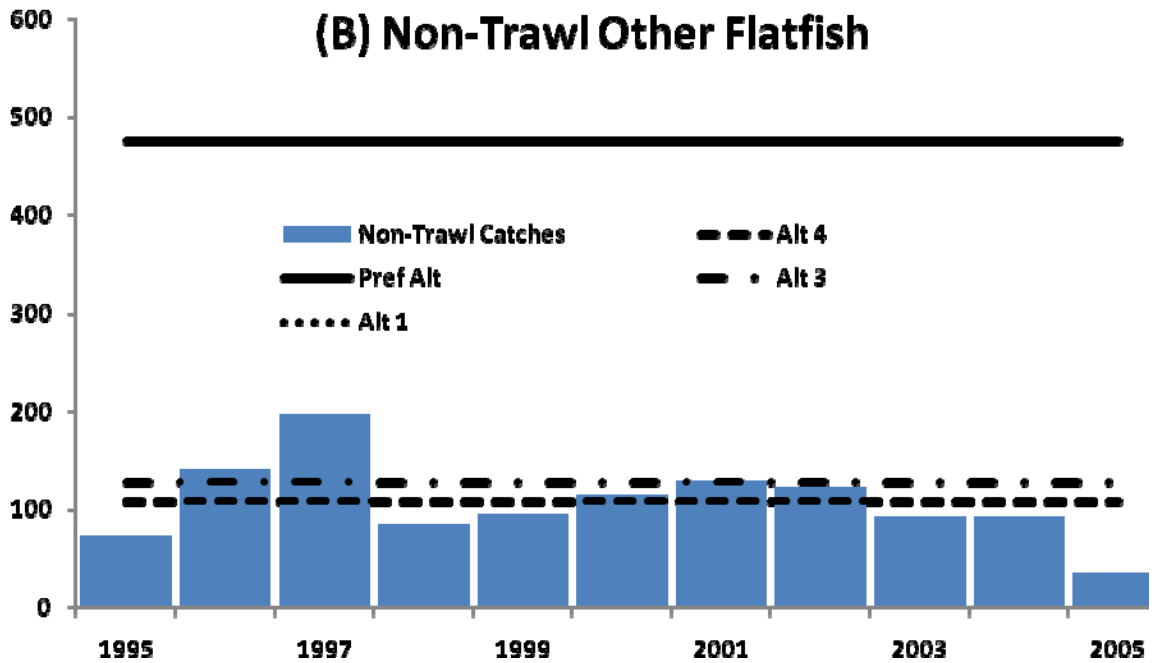 (B) Non-Trawl Other Flatfish
600
500
400
300
200
100
0
Non-Trawl Catches
Alt 4
Pref Alt
Alt 3
Alt 1
1995
1997
1999
2001
2003
2005